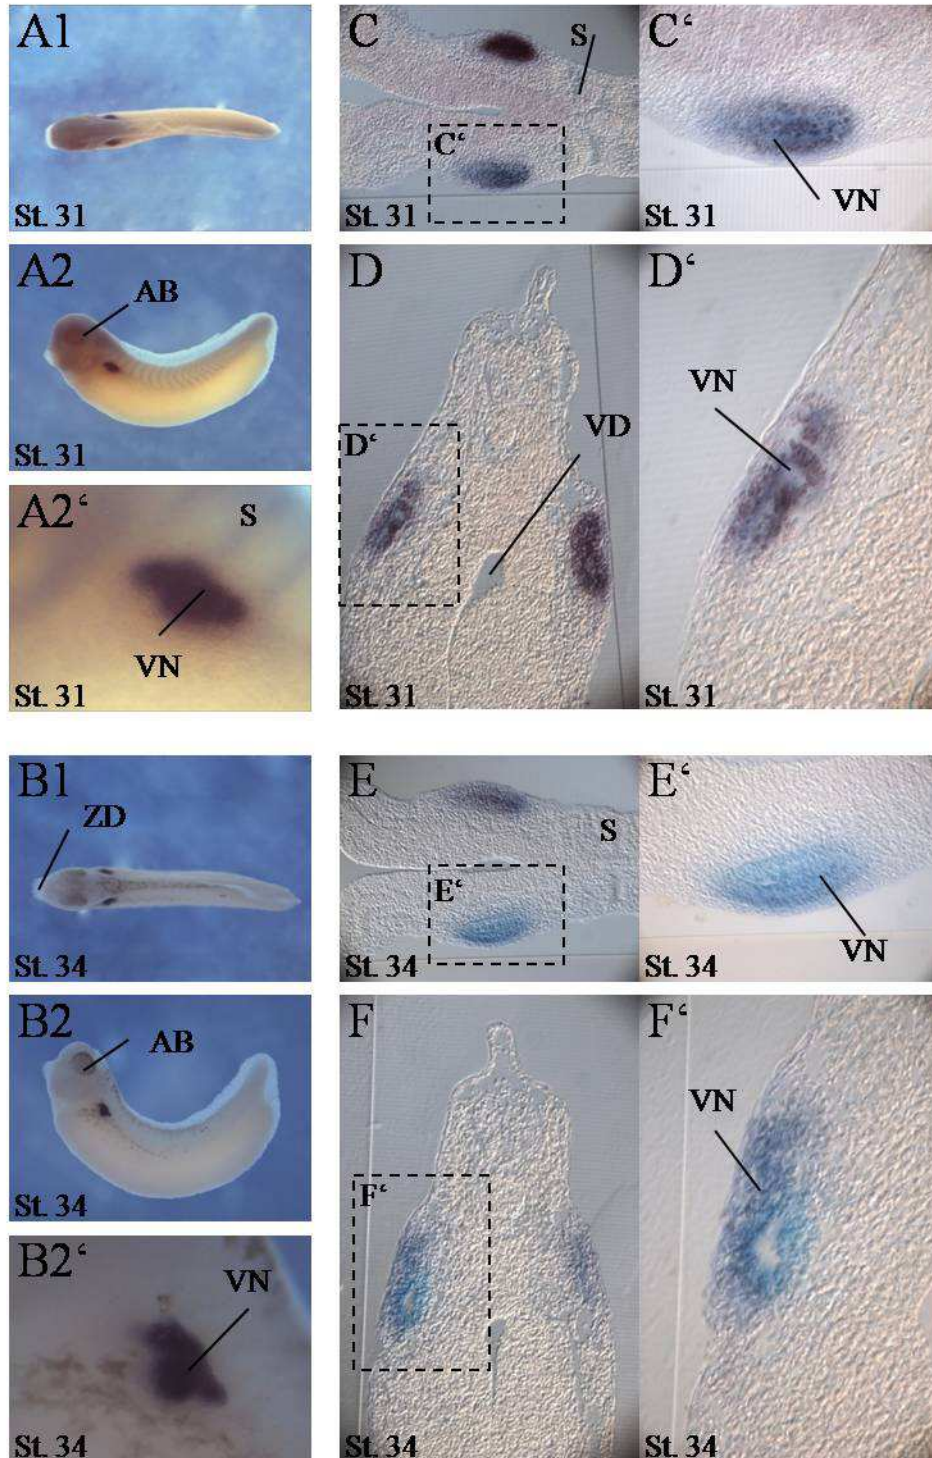 A1
St. 31
A2
AB
St. 31
A2‘
S
VN
St. 31
C
S
C‘
St. 31
C‘
VN
St. 31
D
D‘
VD
St. 31
D‘
VN
St. 31
B1
ZD
St. 34
B2
AB
St. 34
B2‘
VN
St. 34
E
S
E‘
St. 34
E‘
VN
St. 34
F
F‘
St. 34
F‘
VN
St. 34